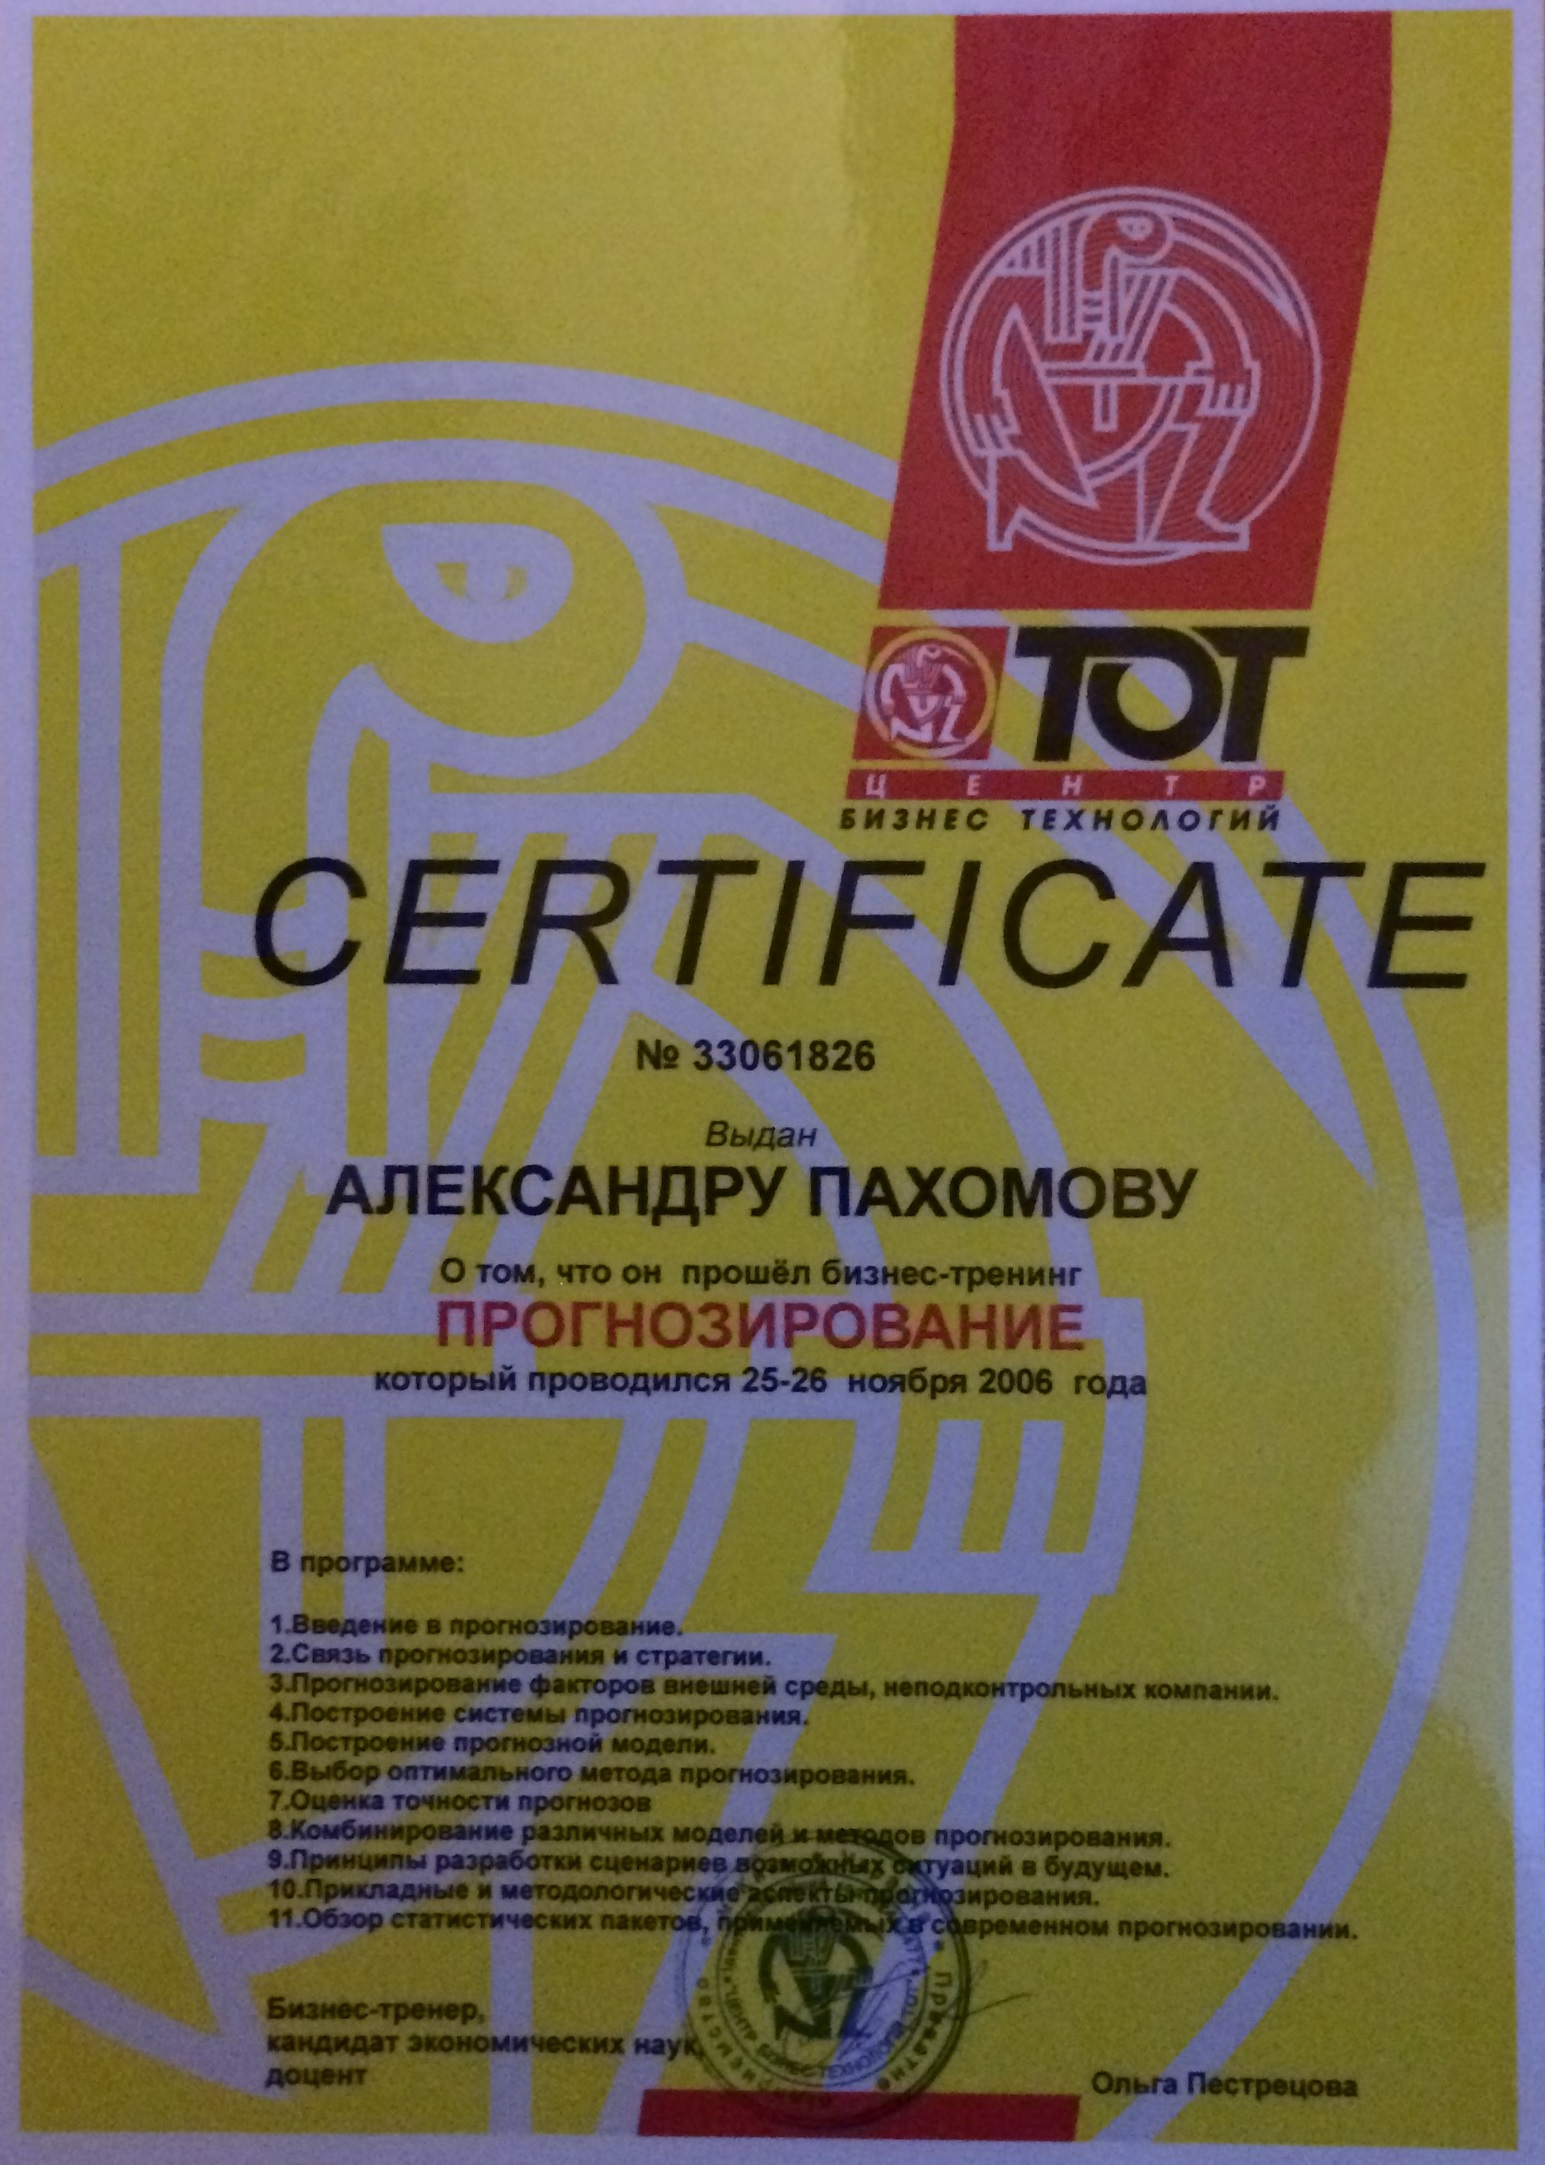 ТОТ
ЦЕНТР
БИЗНЕС ТЕХНОЛОГИЙ
CERTIFICATE
№ 33061826
Выдан
АЛЕКСАНДРУ ПАХОМОВУ
О том, что он прошёл бизнес-тренинг
ПРОГНОЗИРОВАНИЕ
который проводился 25-26 ноября 2006 года
В программе:
1.Введение в прогнозирование.
2.Связь прогнозирования и стратегии.
3.Прогнозирование факторов внешней среды, неподконтрольных компании.
4.Построение системы прогнозирования.
5.Построение прогнозной модели.
6.Выбор оптимального метода прогнозирования.
7.Оценка точности прогнозов
8.Комбинирование различных моделей и методов прогнозирования.
9.Принципы разработки сценариев возможных ситуаций в будущем.
10.Прикладные и методологические аспекты прогнозирования.
11.Обзор статистических пакетов, применяемых в современном прогнозировании.
Бизнес-тренер,
кандидат экономических наук,
доцент
Ольга Пестрецова